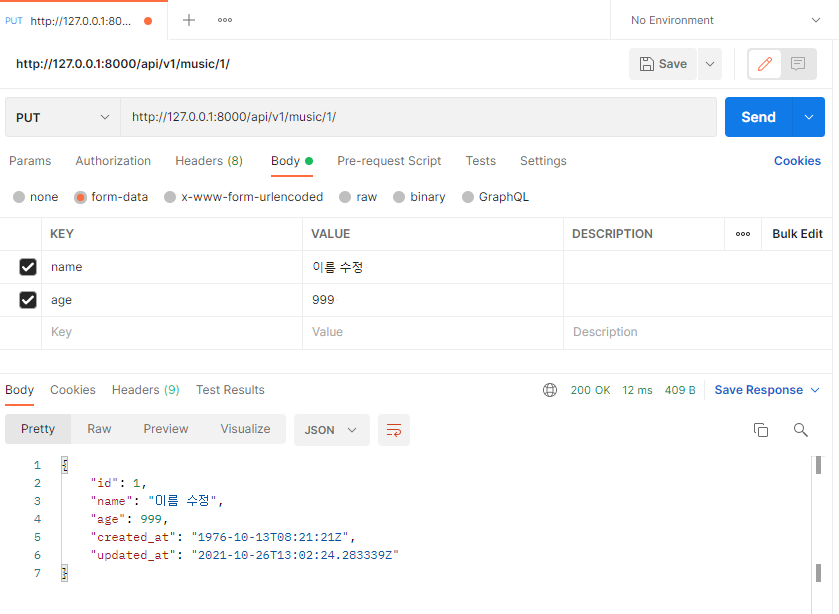 PUT http://127.0.0.1:80...
No Environment
http://127.0.0.1:8000/api/v1/music/1/
Save
PUT http://127.0.0.1:8000/api/v1/music/1/ Send
Params Authorization Headers (8) Body Pre-request Script Tests Settings Cookies
none form-data x-www-form-urlencoded raw binary GraphQL
KEY VALUE DESCRIPTION ooo Bulk Edit
name 이름 수정
age 999
Key Value Description
Body Cookies Headers (9) Test Results 200 OK 12 ms 409 B Save Response
Pretty Raw Preview Visualize JSON
1 {
2 "id": 1,
3 "name": "이름 수정",
4 "age": 999,
5 "created_at": "1976-10-13T08:21:21Z",
6 "updated_at": "2021-10-26T13:02:24.283339Z"
7 }